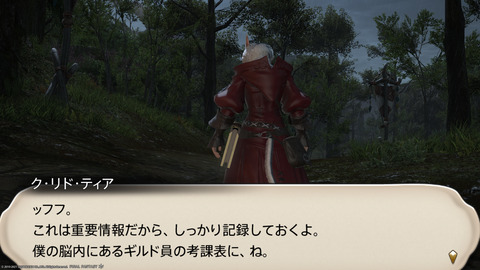 ク・リド・ティア
ッフフ。
これは重要情報だから、しっかり記録しておくよ。
僕の脳内にあるギルド員の考課表に、ね。